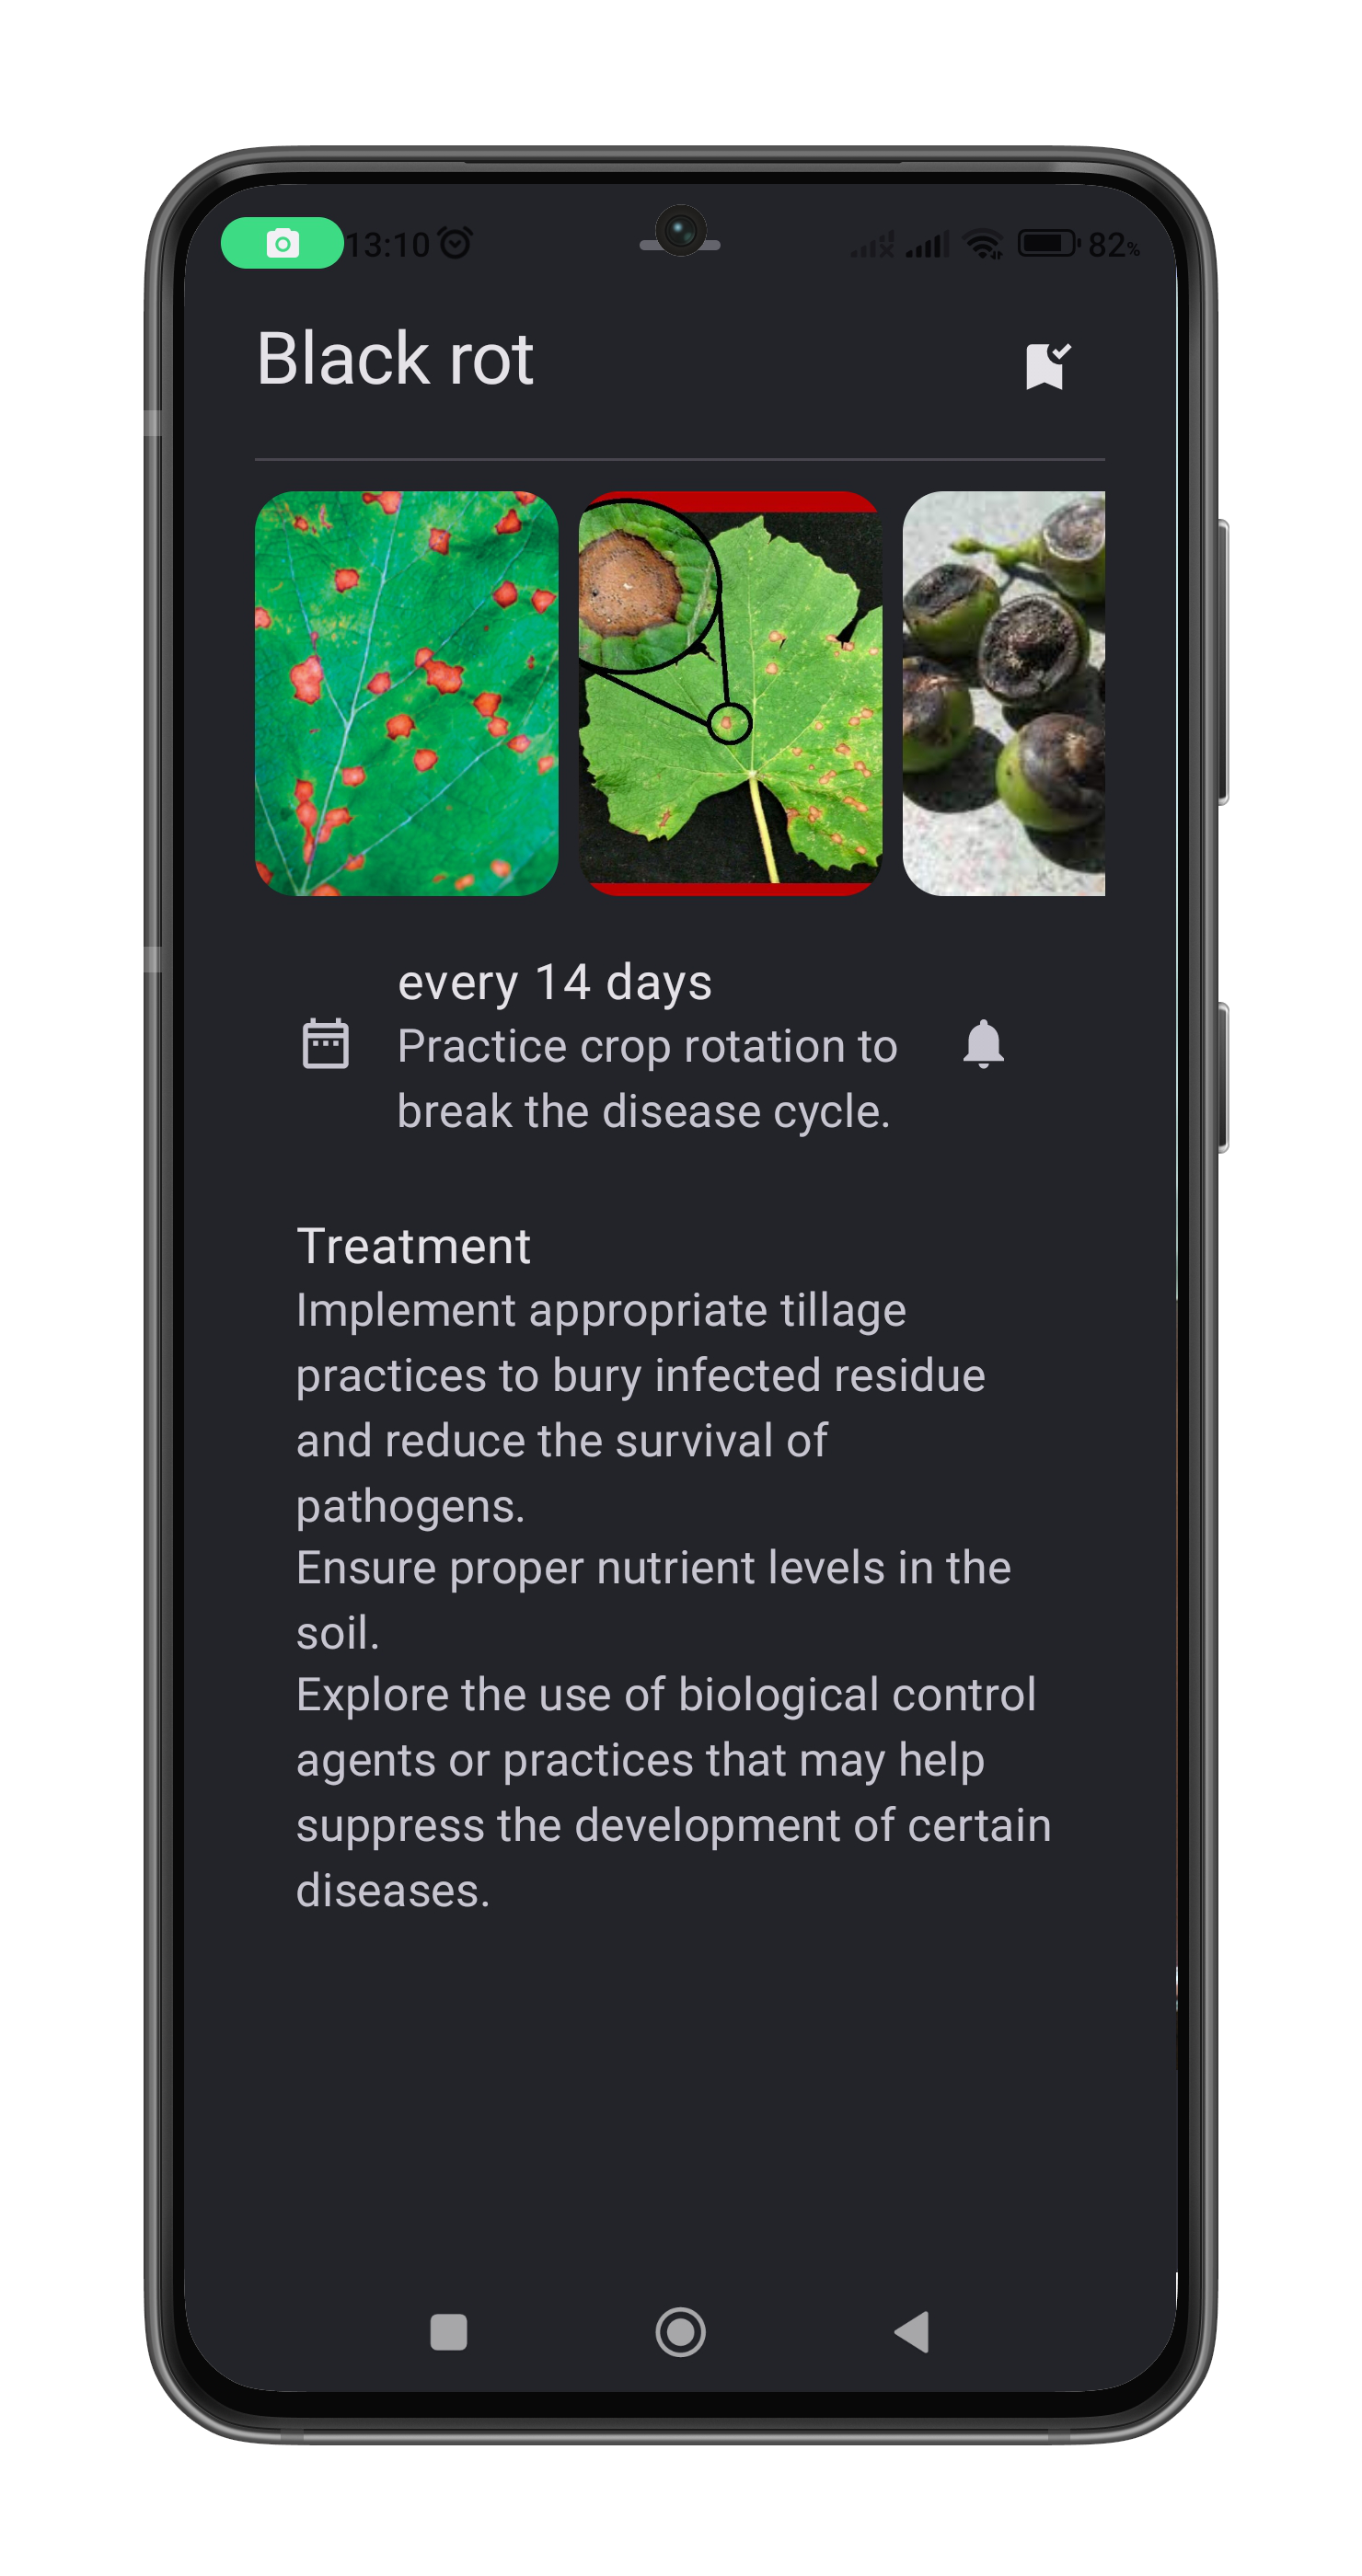 13:10
82%
Black rot
every 14 days
Practice crop rotation to
break the disease cycle.
Treatment
Implement appropriate tillage
practices to bury infected residue
and reduce the survival of
pathogens.
Ensure proper nutrient levels in the
soil.
Explore the use of biological control
agents or practices that may help
suppress the development of certain
diseases.